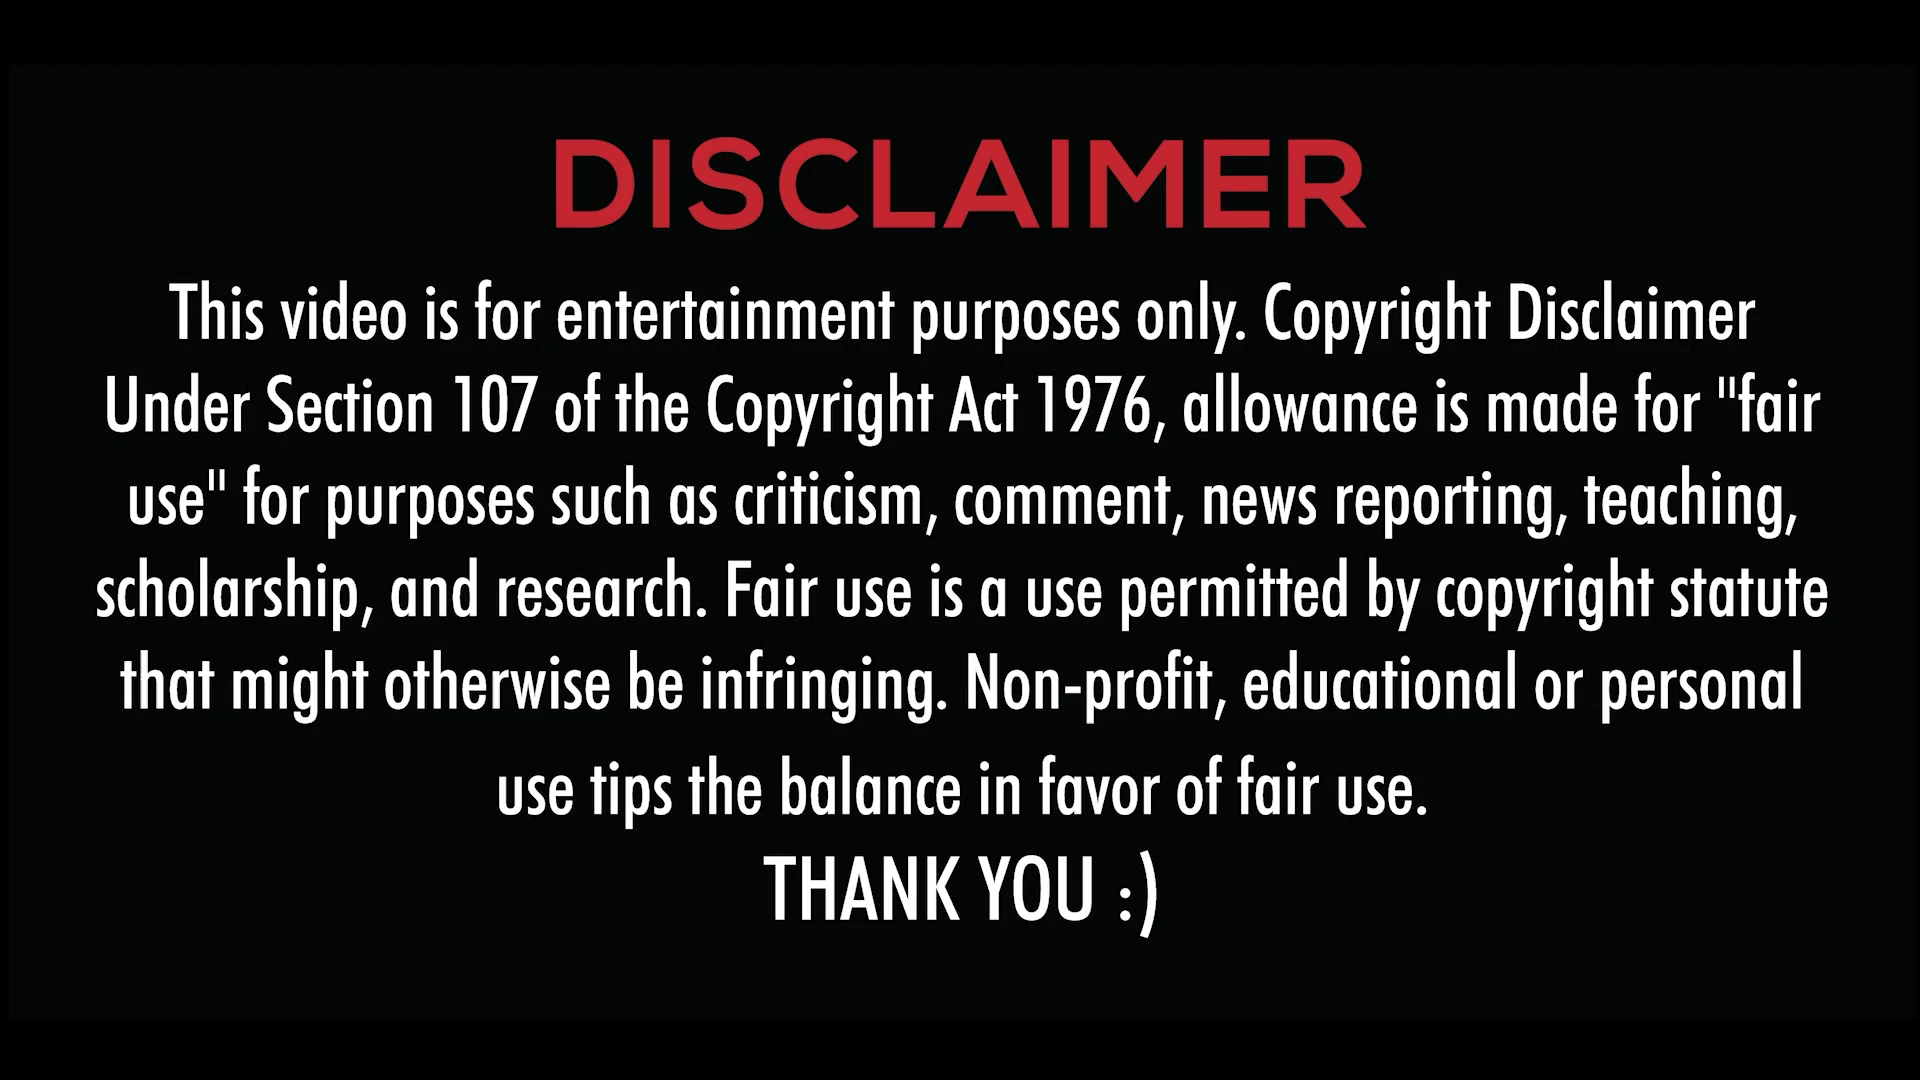 DISCLAIMER
This video is for entertainment purposes only. Copyright Disclaimer
Under Section 107 of the Copyright Act 1976, allowance is made for "fair
use" for purposes such as criticism, comment, news reporting, teaching,
scholarship, and research. Fair use is a use permitted by copyright statute
that might otherwise be infringing. Non-profit, educational or personal
use tips the balance in favor of fair use.
THANK YOU :)